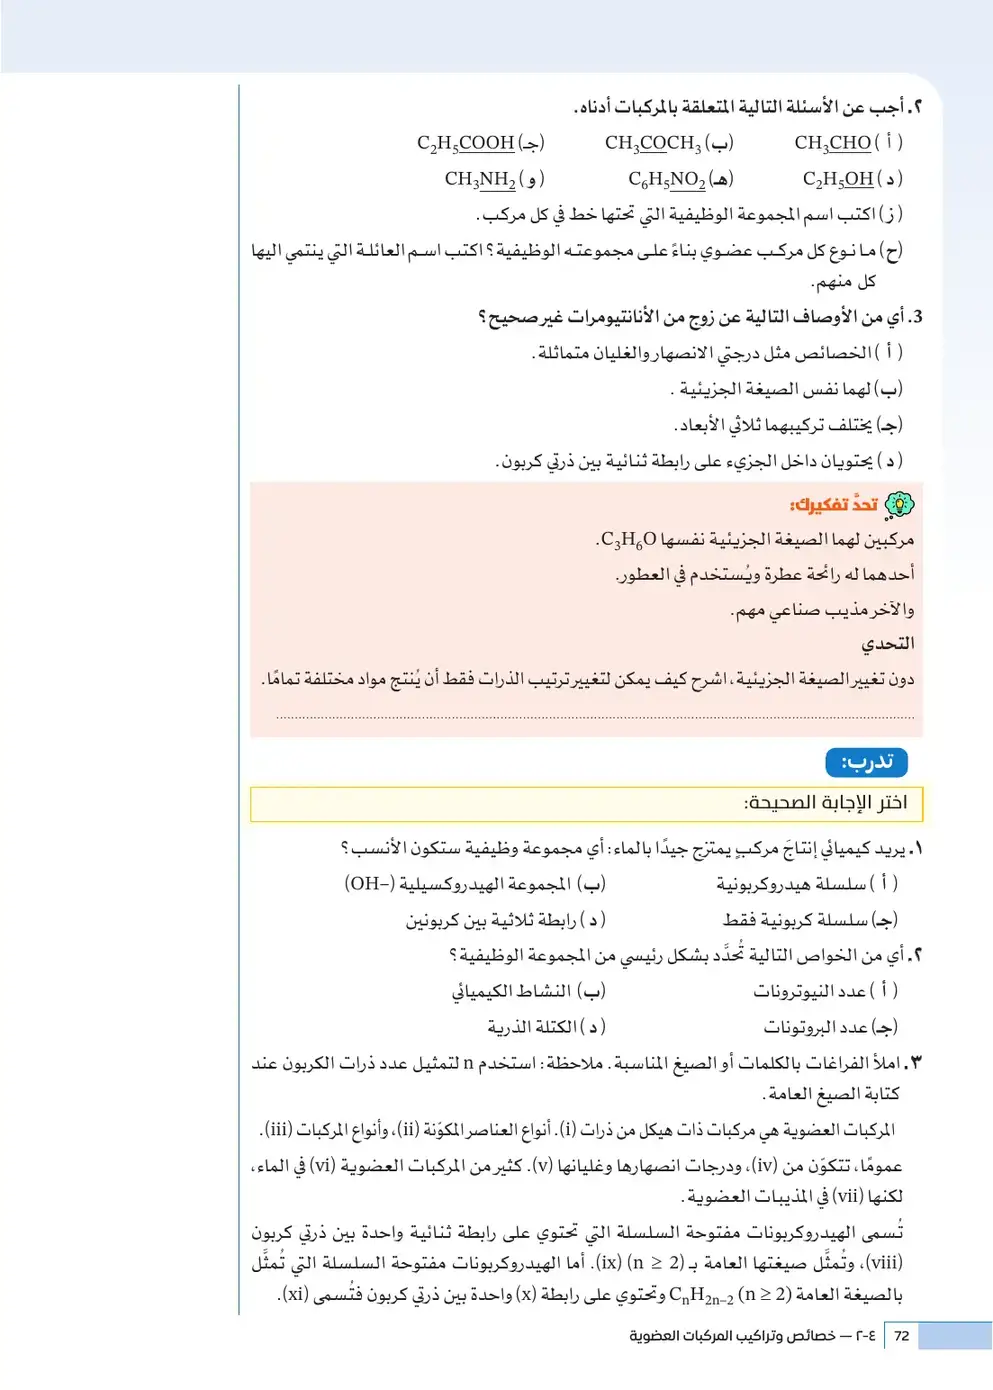 ٢. أجب عن الأسئلة التالية المتعلقة بالمركبات أدناه.
( أ ) CH₃CHO (ب) CH₃COCH₃ (جـ) C₂H₅COOH
( د ) C₂H₅OH (هـ) C₆H₅NO₂ ( و ) CH₃NH₂
( ز ) اكتب اسم المجموعة الوظيفية التي تحتها خط في كل مركب.
(ح) ما نوع كل مركب عضوي بناءً على مجموعته الوظيفية؟ اكتب اسم العائلة التي ينتمي اليها
كل منهم.
3. أي من الأوصاف التالية عن زوج من الأنانتيومرات غير صحيح؟
( أ ) الخصائص مثل درجتي الانصهار والغليان متماثلة.
(ب) لهما نفس الصيغة الجزيئية .
(جـ) يختلف تركيبهما ثلاثي الأبعاد.
( د ) يحتويان داخل الجزيء على رابطة ثنائية بين ذرتي كربون.
تحدَّ تفكيرك:
مركبين لهما الصيغة الجزيئية نفسها C₃H₆O.
أحدهما له رائحة عطرة ويُستخدم في العطور.
والآخر مذيب صناعي مهم.
التحدي
دون تغيير الصيغة الجزيئية، اشرح كيف يمكن لتغيير ترتيب الذرات فقط أن يُنتج مواد مختلفة تمامًا.
تدرب:
اختر الإجابة الصحيحة:
١. يريد كيميائي إنتاجَ مركبٍ يمتزج جيدًا بالماء: أي مجموعة وظيفية ستكون الأنسب؟
( أ ) سلسلة هيدروكربونية (ب) المجموعة الهيدروكسيلية (–OH)
(جـ) سلسلة كربونية فقط ( د ) رابطة ثلاثية بين كربونين
٢. أي من الخواص التالية تُحدَّد بشكل رئيسي من المجموعة الوظيفية؟
( أ ) عدد النيوترونات (ب) النشاط الكيميائي
(جـ) عدد البروتونات ( د ) الكتلة الذرية
٣. املأ الفراغات بالكلمات أو الصيغ المناسبة. ملاحظة: استخدم n لتمثيل عدد ذرات الكربون عند
كتابة الصيغ العامة.
المركبات العضوية هي مركبات ذات هيكل من ذرات (i). أنواع العناصر المكوّنة (ii)، وأنواع المركبات (iii).
عمومًا، تتكوّن من (iv)، ودرجات انصهارها وغليانها (v). كثير من المركبات العضوية (vi) في الماء،
لكنها (vii) في المذيبات العضوية.
تُسمى الهيدروكربونات مفتوحة السلسلة التي تحتوي على رابطة ثنائية واحدة بين ذرتي كربون
(viii)، وتُمثَّل صيغتها العامة بـ (ix) (n ≥ 2). أما الهيدروكربونات مفتوحة السلسلة التي تُمثَّل
بالصيغة العامة CₙH₂ₙ₋₂ (n ≥ 2) وتحتوي على رابطة (x) واحدة بين ذرتي كربون فتُسمى (xi).
72 ٤-٢ — خصائص وتراكيب المركبات العضوية